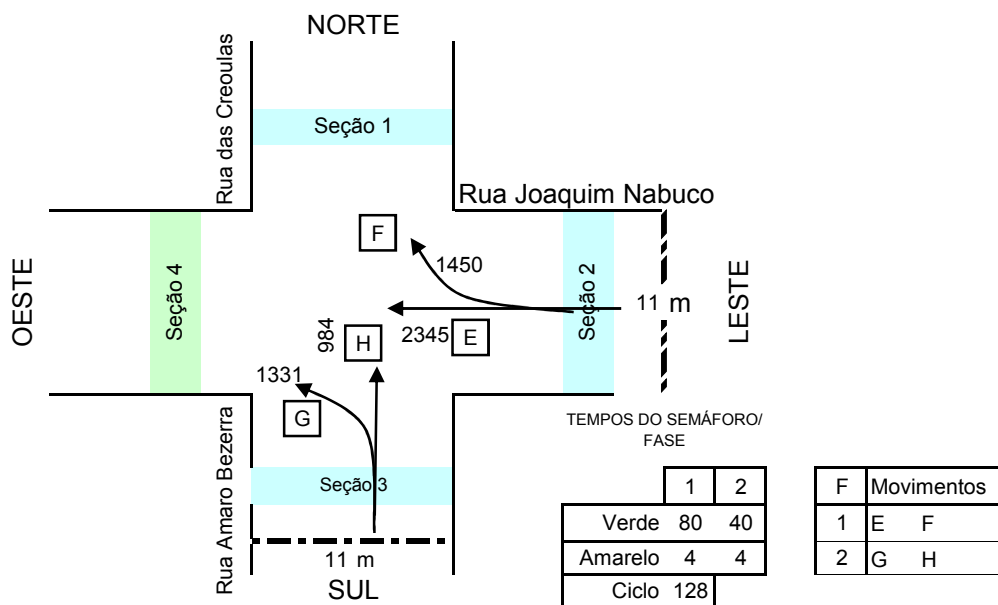 NORTE
Rua das Creoulas
Seção 1
Rua Joaquim Nabuco
F
1450
OESTE
Seção 4
Seção 2
11 m
LESTE
984
H
2345
E
1331
G
Rua Amaro Bezerra
Seção 3
11 m
SUL
TEMPOS DO SEMÁFORO/
FASE
1 2
Verde 80 40
Amarelo 4 4
Ciclo 128
F Movimentos
1 E F
2 G H